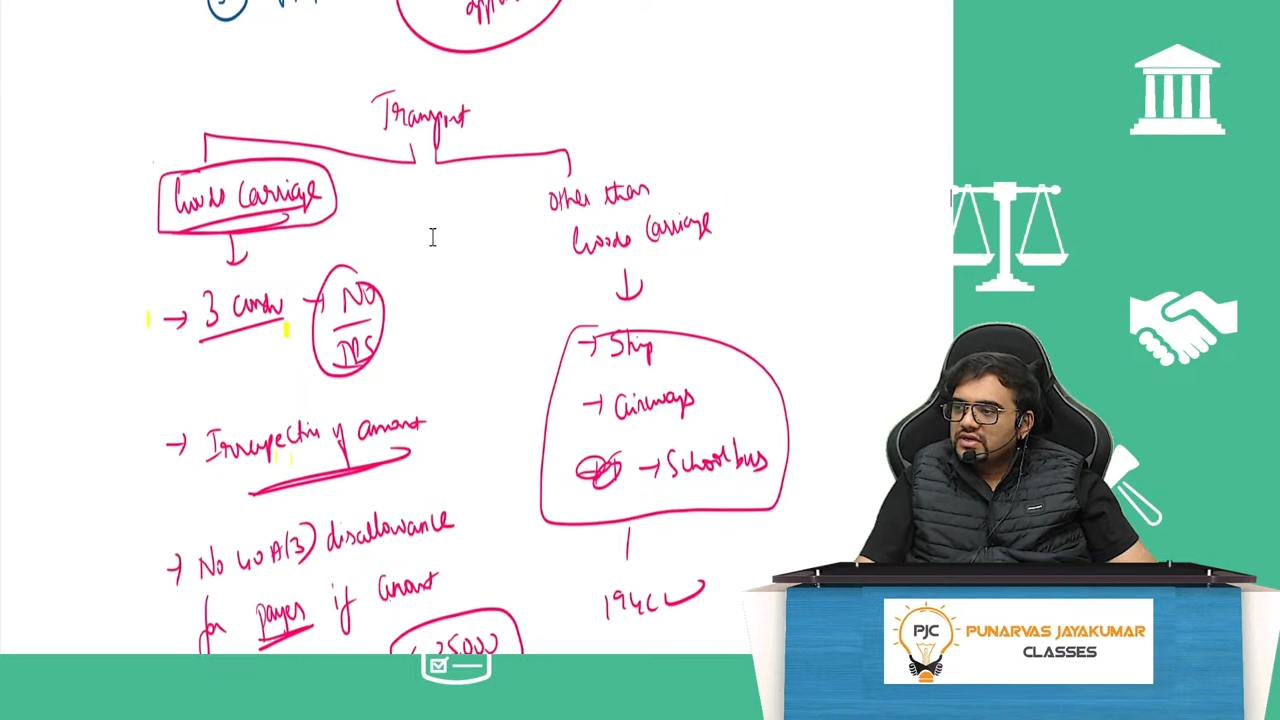 Transport
Goods Carriage
other than
Goods Carriage
→ 3 condn → NO
TDS
→ Ship
→ Airways
→ School bus
→ Irrespective of amount
→ No 40A(3) disallowance
for payer if amount
35000
194C
PJC
PUNARVAS JAYAKUMAR
CLASSES